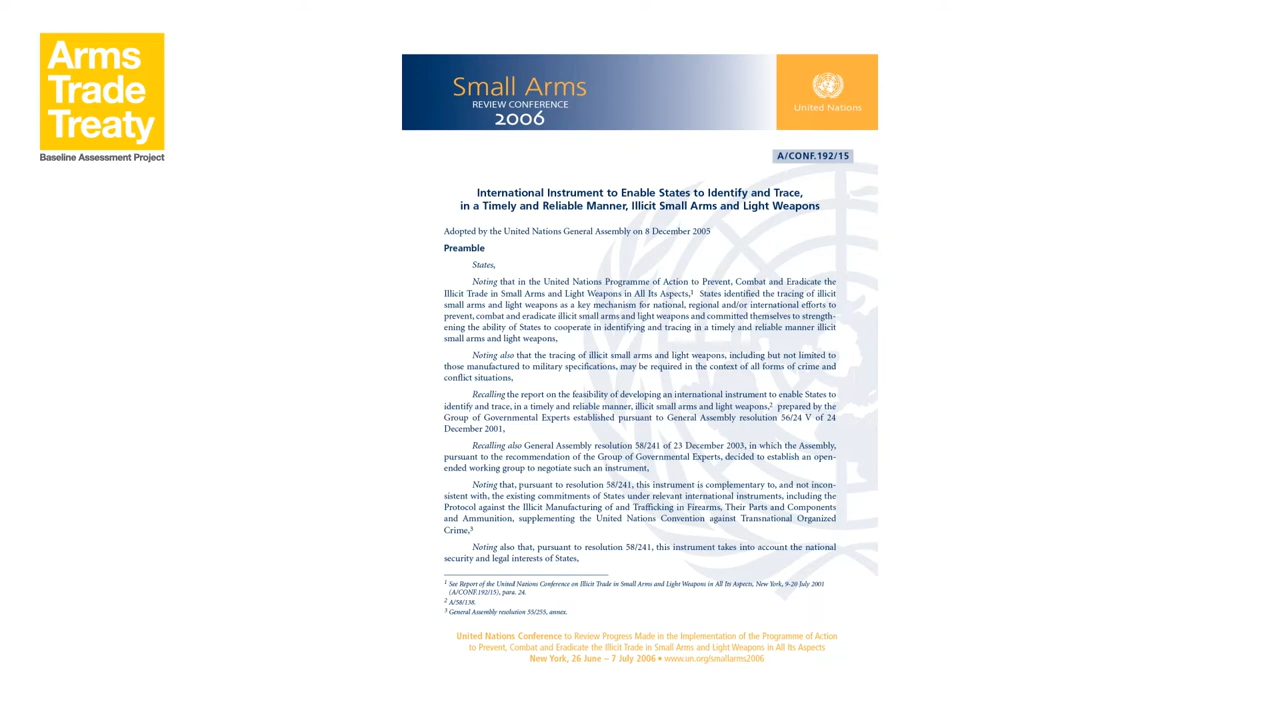 Arms
Trade
Treaty
Baseline Assessment Project
Small Arms
REVIEW CONFERENCE
2006
United Nations
A/CONF.192/15
International Instrument to Enable States to Identify and Trace,
in a Timely and Reliable Manner, Illicit Small Arms and Light Weapons
Adopted by the United Nations General Assembly on 8 December 2005
Preamble
States,
Noting that in the United Nations Programme of Action to Prevent, Combat and Eradicate the
Illicit Trade in Small Arms and Light Weapons in All Its Aspects,1 States identified the tracing of illicit
small arms and light weapons as a key mechanism for national, regional and/or international efforts to
prevent, combat and eradicate illicit small arms and light weapons and committed themselves to strength-
ening the ability of States to cooperate in identifying and tracing in a timely and reliable manner illicit
small arms and light weapons,
Noting also that the tracing of illicit small arms and light weapons, including but not limited to
those manufactured to military specifications, may be required in the context of all forms of crime and
conflict situations,
Recalling the report on the feasibility of developing an international instrument to enable States to
identify and trace, in a timely and reliable manner, illicit small arms and light weapons,2 prepared by the
Group of Governmental Experts established pursuant to General Assembly resolution 56/24 V of 24
December 2001,
Recalling also General Assembly resolution 58/241 of 23 December 2003, in which the Assembly,
pursuant to the recommendation of the Group of Governmental Experts, decided to establish an open-
ended working group to negotiate such an instrument,
Noting that, pursuant to resolution 58/241, this instrument is complementary to, and not incon-
sistent with, the existing commitments of States under relevant international instruments, including the
Protocol against the Illicit Manufacturing of and Trafficking in Firearms, Their Parts and Components
and Ammunition, supplementing the United Nations Convention against Transnational Organized
Crime,3
Noting also that, pursuant to resolution 58/241, this instrument takes into account the national
security and legal interests of States,
1 See Report of the United Nations Conference on Illicit Trade in Small Arms and Light Weapons in All Its Aspects, New York, 9-20 July 2001
(A/CONF.192/15), para. 24.
2 A/58/138.
3 General Assembly resolution 55/255, annex.
United Nations Conference to Review Progress Made in the Implementation of the Programme of Action
to Prevent, Combat and Eradicate the Illicit Trade in Small Arms and Light Weapons in All Its Aspects
New York, 26 June – 7 July 2006 • www.un.org/smallarms2006